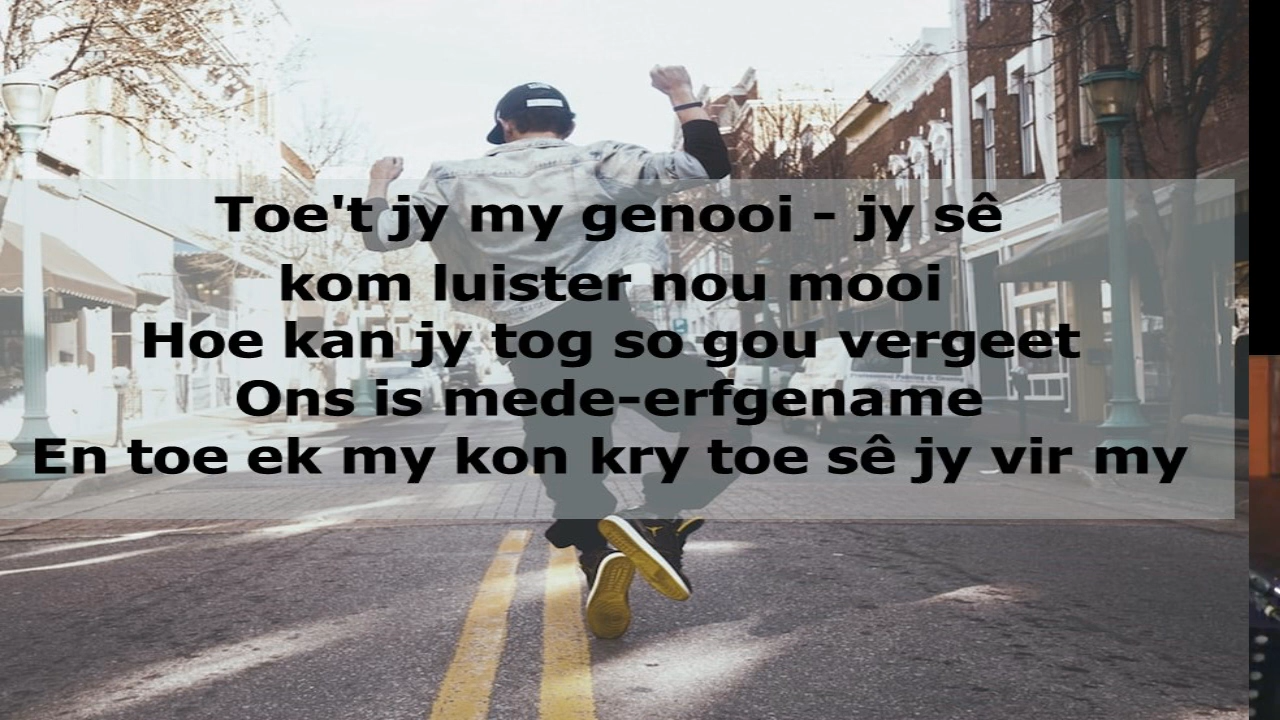 Toe't jy my genooi - jy sê
kom luister nou mooi
Hoe kan jy tog so gou vergeet
Ons is mede-erfgename
En toe ek my kon kry toe sê jy vir my